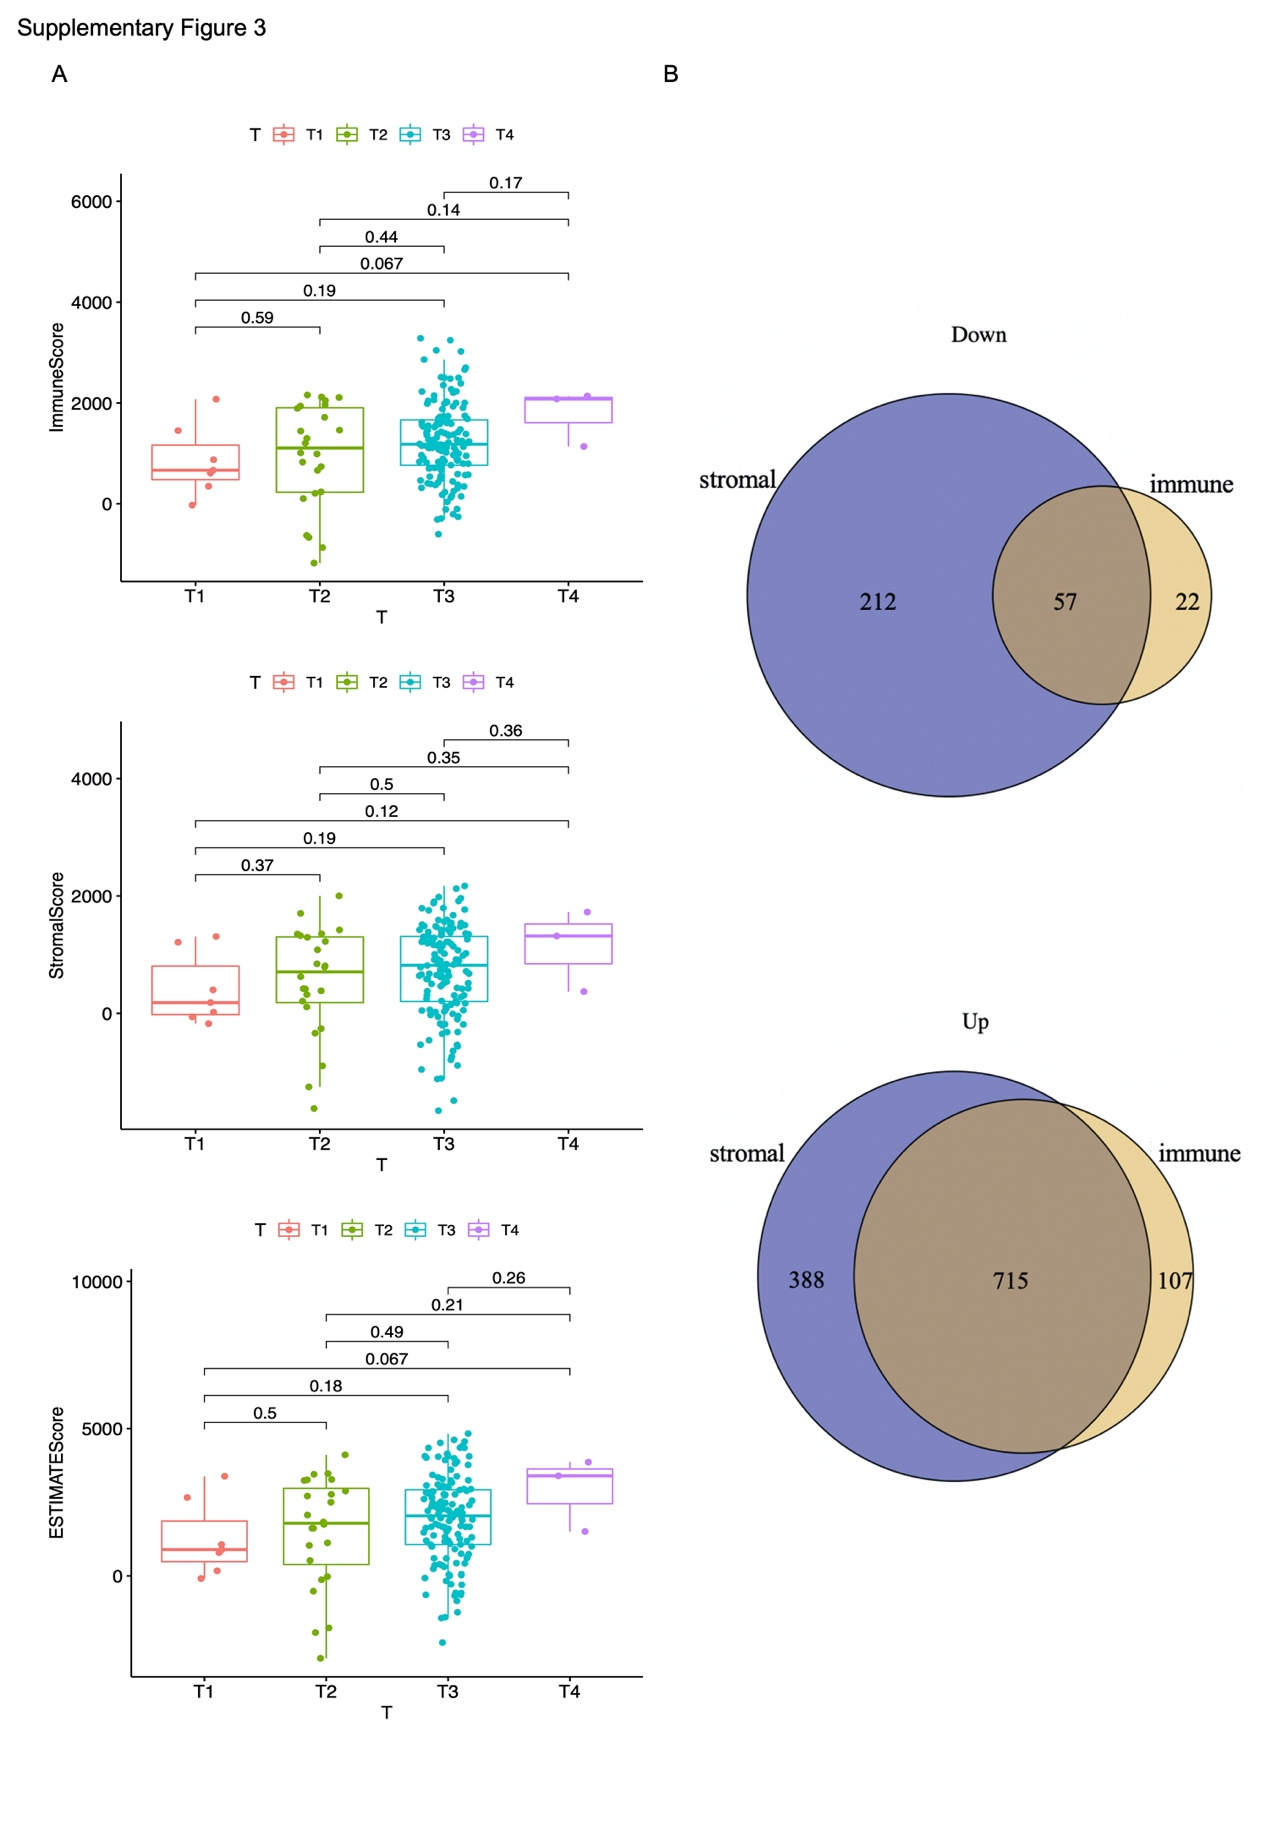 Supplementary Figure 3
A
B
T T1 T2 T3 T4
0.17
0.14
0.44
0.067
0.19
0.59
6000
4000
2000
0
ImmuneScore
T1 T2 T3 T4
T
T T1 T2 T3 T4
0.36
0.35
0.5
0.12
0.19
0.37
4000
2000
0
StromalScore
T1 T2 T3 T4
T
T T1 T2 T3 T4
0.26
0.21
0.49
0.067
0.18
0.5
10000
5000
0
ESTIMATEScore
T1 T2 T3 T4
T
Down
stromal
immune
212 57 22
Up
stromal immune
388 715 107